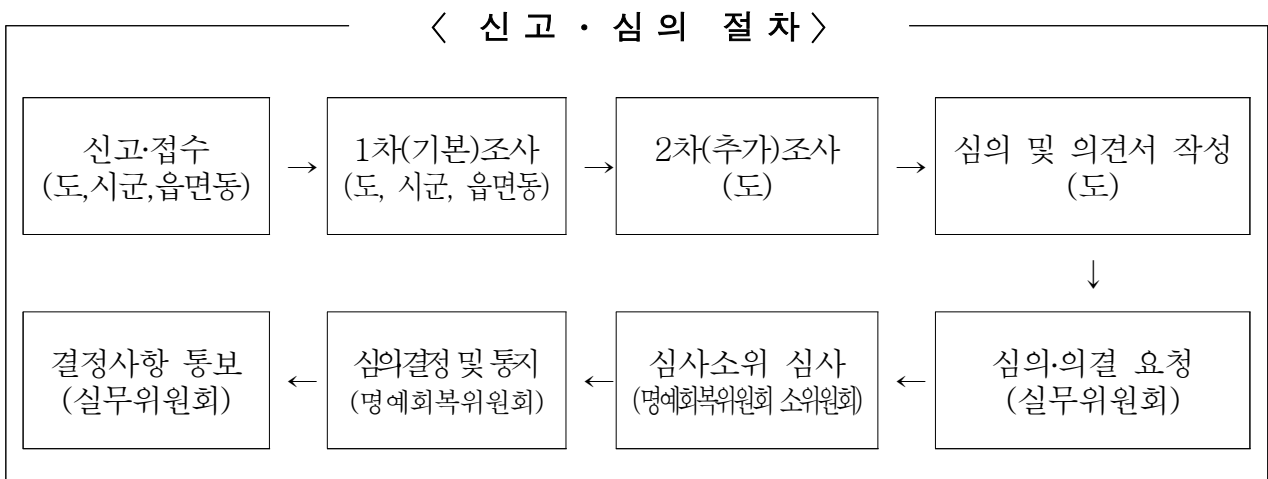 〈 신 고 · 심 의 절 차 〉
신고·접수
(도,시군,읍면동)
→
1차(기본)조사
(도, 시군, 읍면동)
→
2차(추가)조사
(도)
→
심의 및 의견서 작성
(도)
↓
심의·의결 요청
(실무위원회)
←
심사소위 심사
(명예회복위원회 소위원회)
←
심의·결정 및 통지
(명예회복위원회)
←
결정사항 통보
(실무위원회)